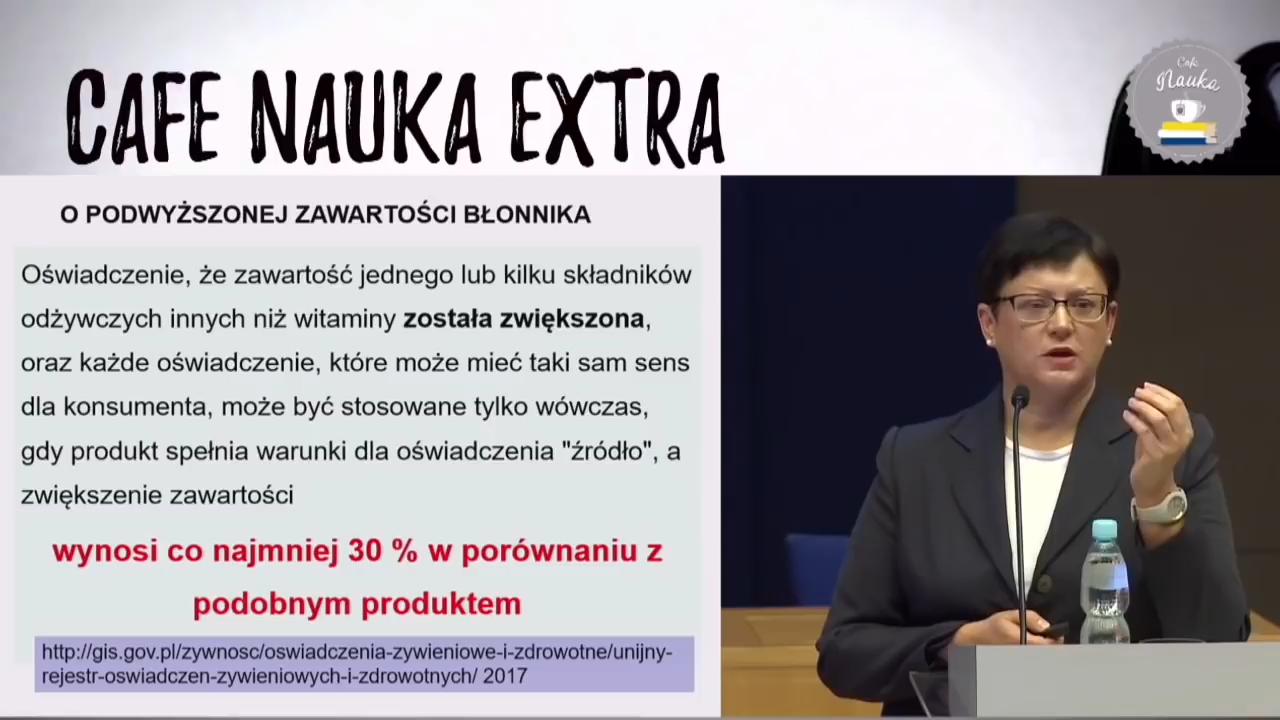 CAFE NAUKA EXTRA
Cafe
Nauka
O PODWYŻSZONEJ ZAWARTOŚCI BŁONNIKA
Oświadczenie, że zawartość jednego lub kilku składników
odżywczych innych niż witaminy została zwiększona,
oraz każde oświadczenie, które może mieć taki sam sens
dla konsumenta, może być stosowane tylko wówczas,
gdy produkt spełnia warunki dla oświadczenia "źródło", a
zwiększenie zawartości
wynosi co najmniej 30 % w porównaniu z
podobnym produktem
http://gis.gov.pl/zywnosc/oswiadczenia-zywieniowe-i-zdrowotne/unijny-
rejestr-oswiadczen-zywieniowych-i-zdrowotnych/ 2017